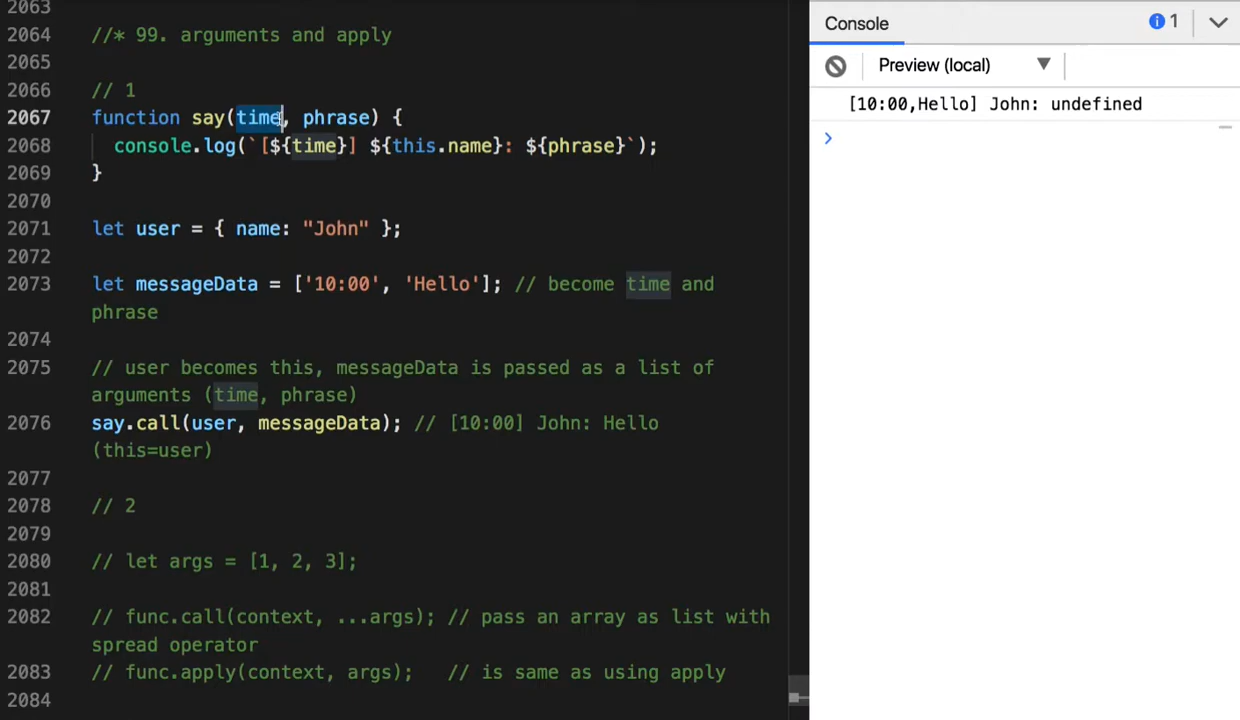 2063
2064 //* 99. arguments and apply
2065
2066 // 1
2067 function say(time, phrase) {
2068 console.log(`[${time}] ${this.name}: ${phrase}`);
2069 }
2070
2071 let user = { name: "John" };
2072
2073 let messageData = ['10:00', 'Hello']; // become time and
phrase
2074
2075 // user becomes this, messageData is passed as a list of
arguments (time, phrase)
2076 say.call(user, messageData); // [10:00] John: Hello
(this=user)
2077
2078 // 2
2079
2080 // let args = [1, 2, 3];
2081
2082 // func.call(context, ...args); // pass an array as list with
spread operator
2083 // func.apply(context, args); // is same as using apply
2084
Console
1
Preview (local)
[10:00,Hello] John: undefined